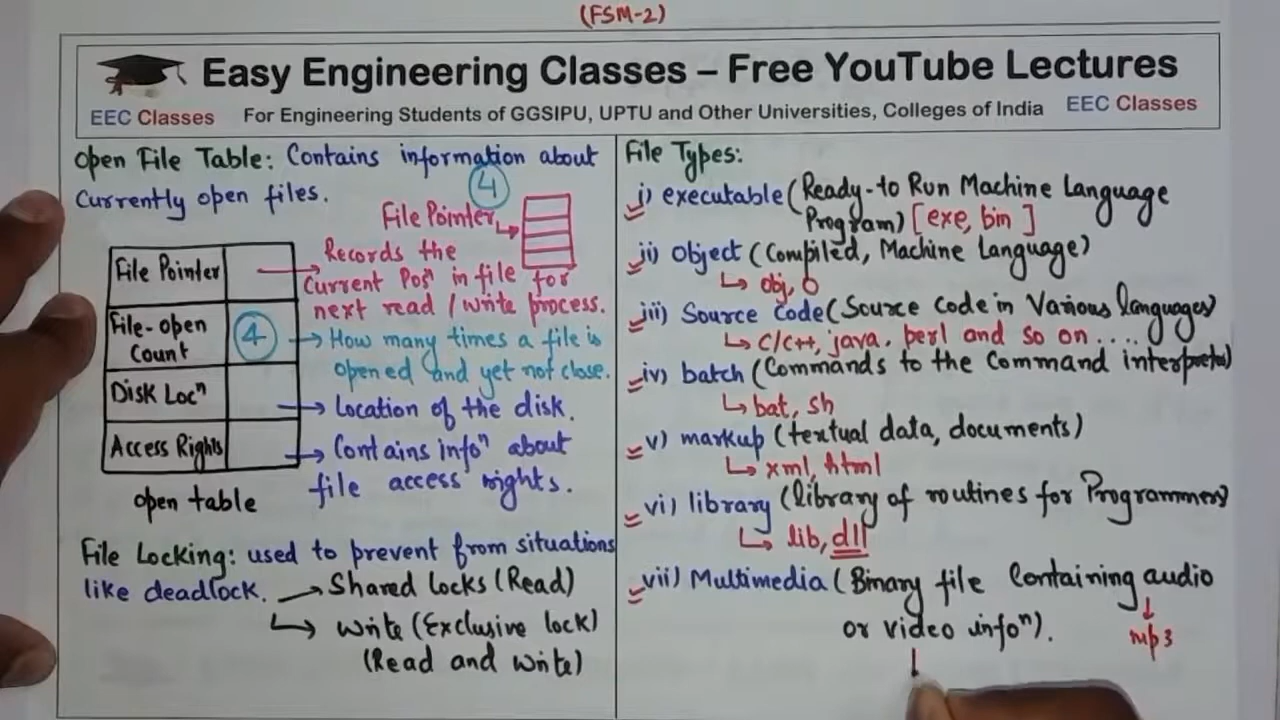 (FSM-2)
Easy Engineering Classes – Free YouTube Lectures
EEC Classes
For Engineering Students of GGSIPU, UPTU and Other Universities, Colleges of India
EEC Classes
Open File Table: Contains information about
Currently open files.
4
File Pointer
File Pointer
Records the
Current Posn in file for
next read / write process.
File-open
Count
4
How many times a file is
opened and yet not close.
Disk Locn
Location of the disk.
Access Rights
Contains Infon about
file access rights.
open table
File Locking: used to prevent from situations
like deadlock.
Shared Locks (Read)
Write (Exclusive lock)
(Read and Write)
File Types:
i) executable (Ready-to Run Machine Language
Program) [exe, bin]
ii) Object (Compiled, Machine Language)
obj, O
iii) Source Code (Source code in Various languages)
C/C++, java. perl and so on ....
iv) batch (Commands to the Command interpreter)
bat, sh
v) markup (textual data, documents)
xml, html
vi) library (library of routines for Programmers)
lib, dll
vii) Multimedia (Binary file Containing audio
or video infon).
mp3